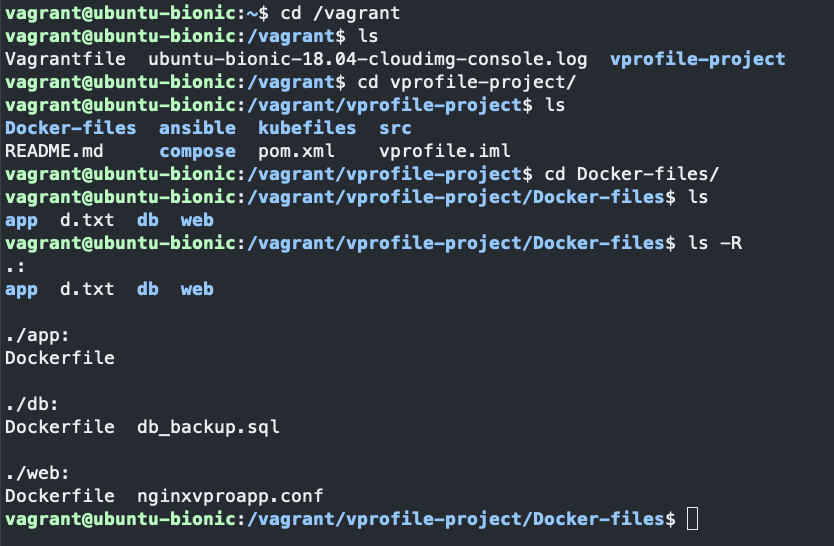 vagrant@ubuntu-bionic:~$ cd /vagrant
vagrant@ubuntu-bionic:/vagrant$ ls
Vagrantfile  ubuntu-bionic-18.04-cloudimg-console.log  vprofile-project
vagrant@ubuntu-bionic:/vagrant$ cd vprofile-project/
vagrant@ubuntu-bionic:/vagrant/vprofile-project$ ls
Docker-files  ansible  kubefiles  src
README.md     compose  pom.xml    vprofile.iml
vagrant@ubuntu-bionic:/vagrant/vprofile-project$ cd Docker-files/
vagrant@ubuntu-bionic:/vagrant/vprofile-project/Docker-files$ ls
app  d.txt  db  web
vagrant@ubuntu-bionic:/vagrant/vprofile-project/Docker-files$ ls -R
.:
app  d.txt  db  web

./app:
Dockerfile

./db:
Dockerfile  db_backup.sql

./web:
Dockerfile  nginxvproapp.conf
vagrant@ubuntu-bionic:/vagrant/vprofile-project/Docker-files$